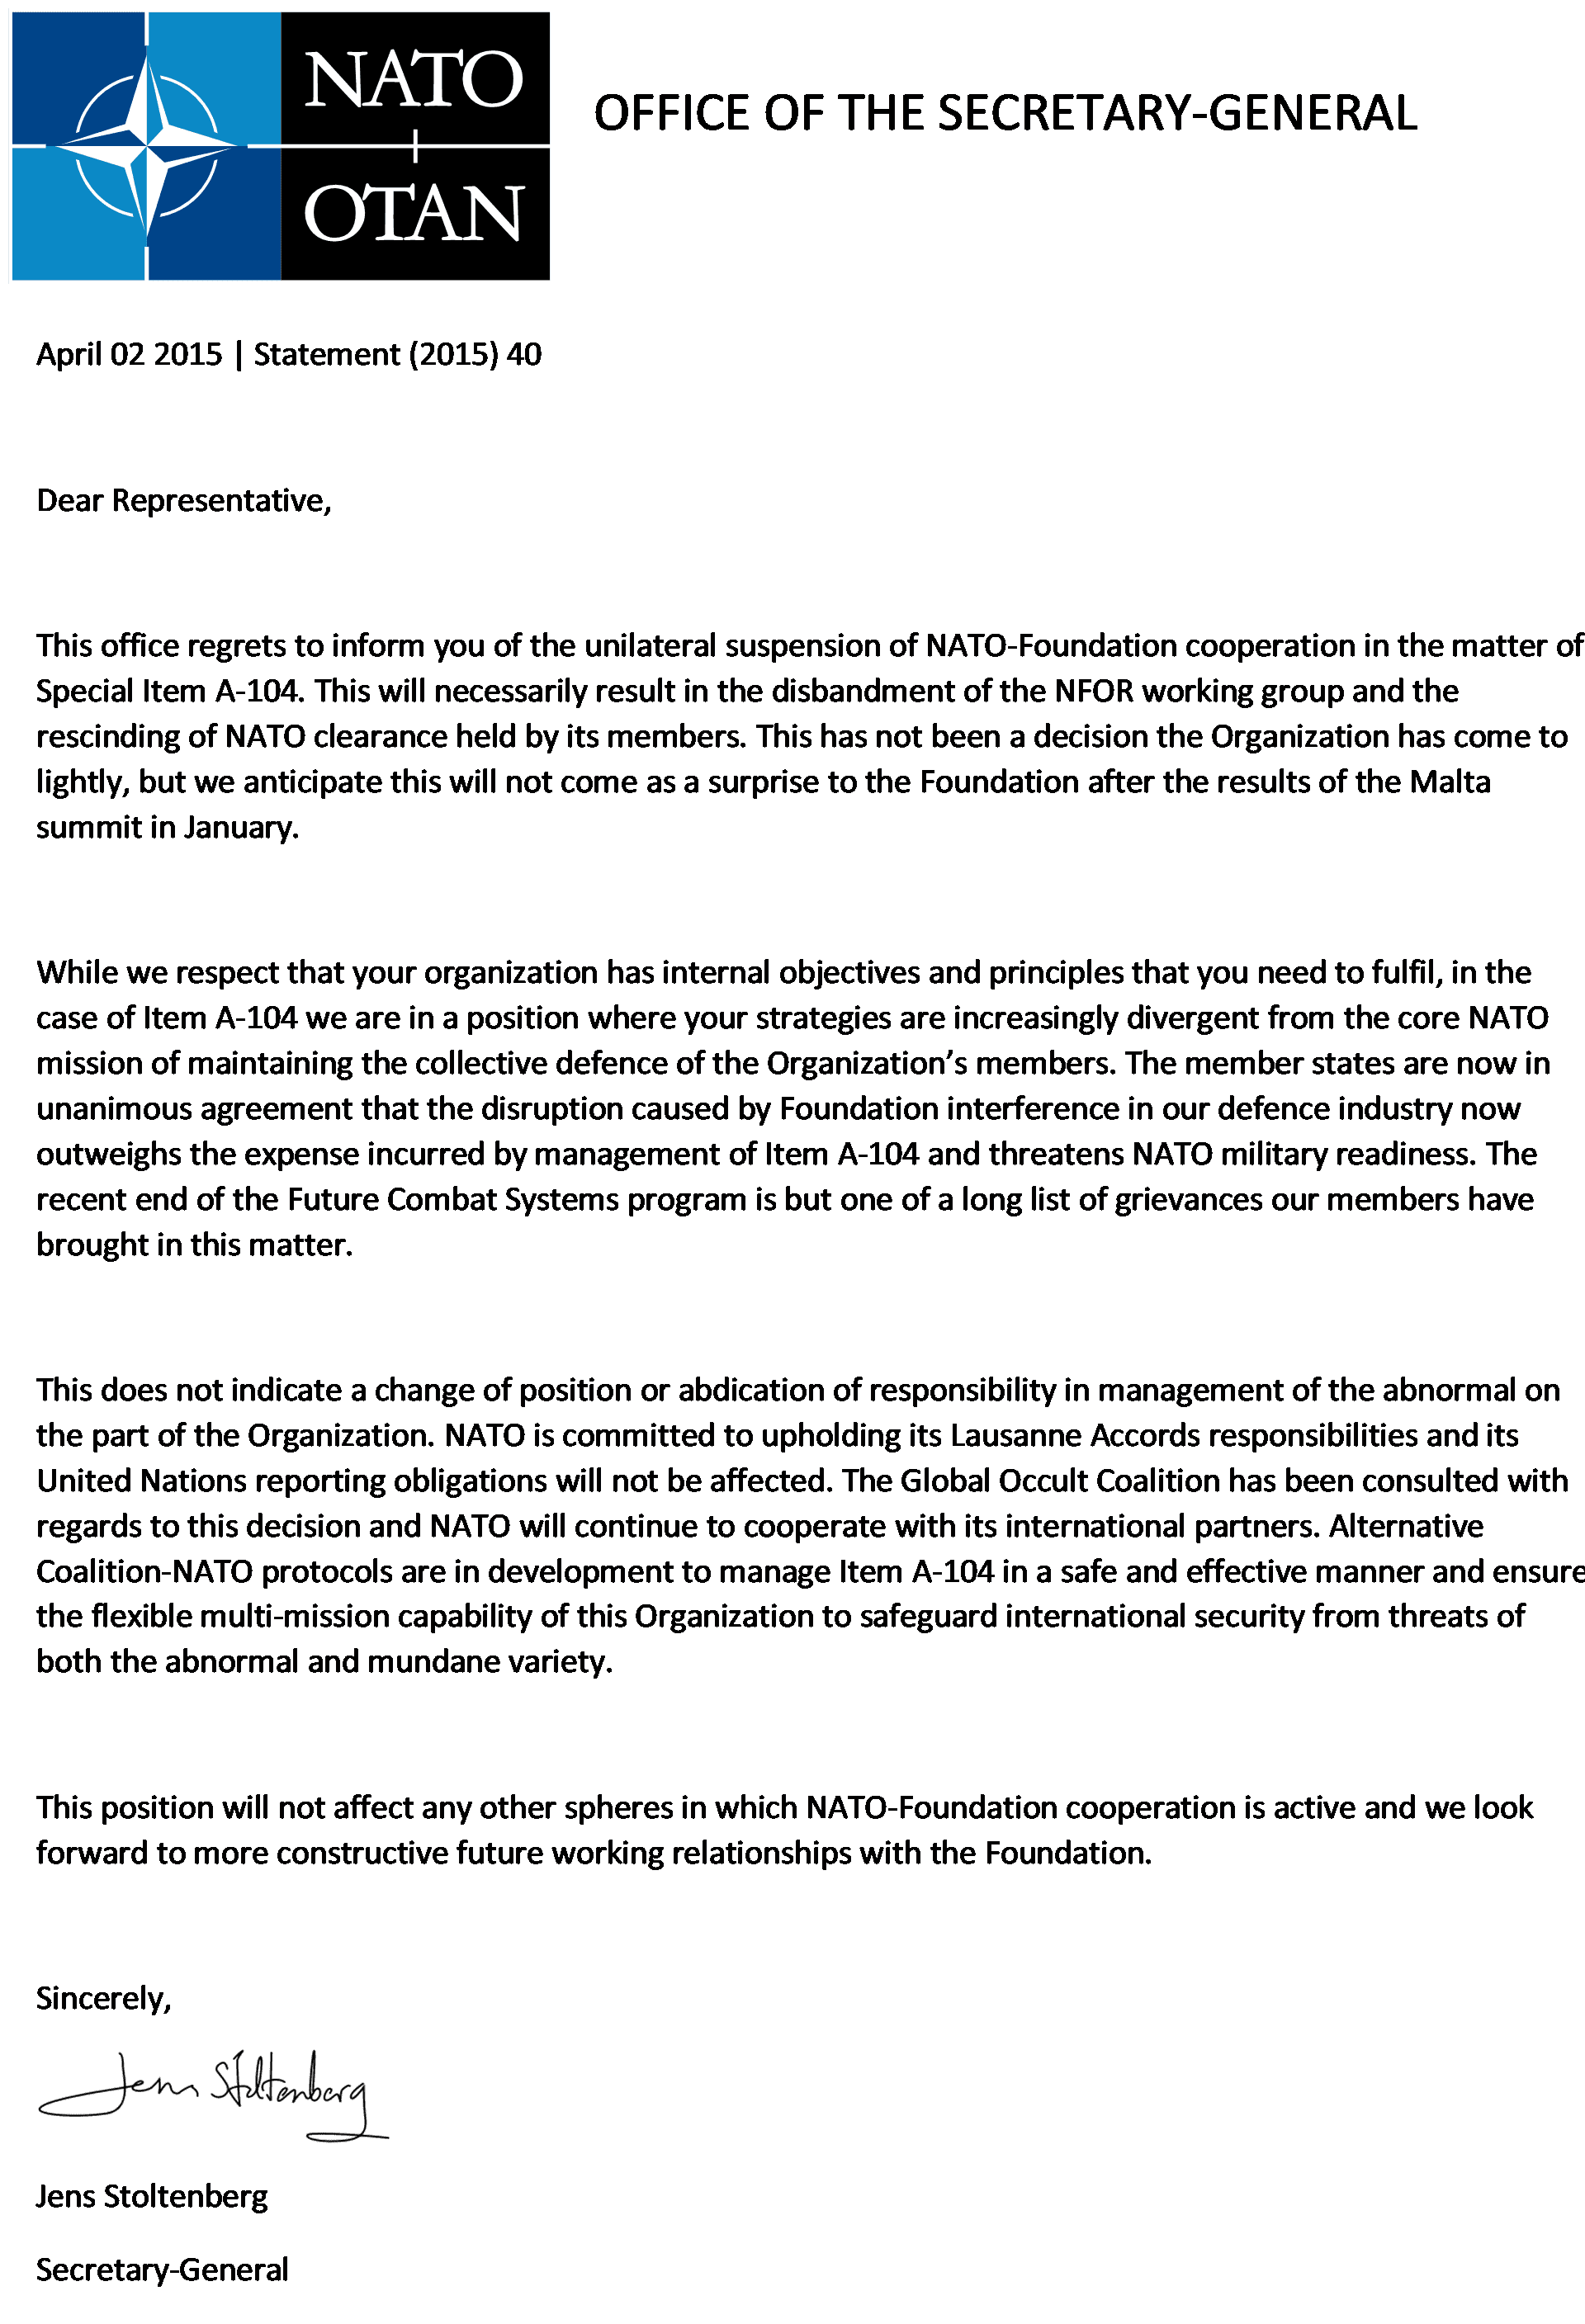 NATO
OTAN
OFFICE OF THE SECRETARY-GENERAL
April 02 2015 | Statement (2015) 40
Dear Representative,
This office regrets to inform you of the unilateral suspension of NATO-Foundation cooperation in the matter of
Special Item A-104. This will necessarily result in the disbandment of the NFOR working group and the
rescinding of NATO clearance held by its members. This has not been a decision the Organization has come to
lightly, but we anticipate this will not come as a surprise to the Foundation after the results of the Malta
summit in January.
While we respect that your organization has internal objectives and principles that you need to fulfil, in the
case of Item A-104 we are in a position where your strategies are increasingly divergent from the core NATO
mission of maintaining the collective defence of the Organization’s members. The member states are now in
unanimous agreement that the disruption caused by Foundation interference in our defence industry now
outweighs the expense incurred by management of Item A-104 and threatens NATO military readiness. The
recent end of the Future Combat Systems program is but one of a long list of grievances our members have
brought in this matter.
This does not indicate a change of position or abdication of responsibility in management of the abnormal on
the part of the Organization. NATO is committed to upholding its Lausanne Accords responsibilities and its
United Nations reporting obligations will not be affected. The Global Occult Coalition has been consulted with
regards to this decision and NATO will continue to cooperate with its international partners. Alternative
Coalition-NATO protocols are in development to manage Item A-104 in a safe and effective manner and ensure
the flexible multi-mission capability of this Organization to safeguard international security from threats of
both the abnormal and mundane variety.
This position will not affect any other spheres in which NATO-Foundation cooperation is active and we look
forward to more constructive future working relationships with the Foundation.
Sincerely,
Jens Stoltenberg
Jens Stoltenberg
Secretary-General